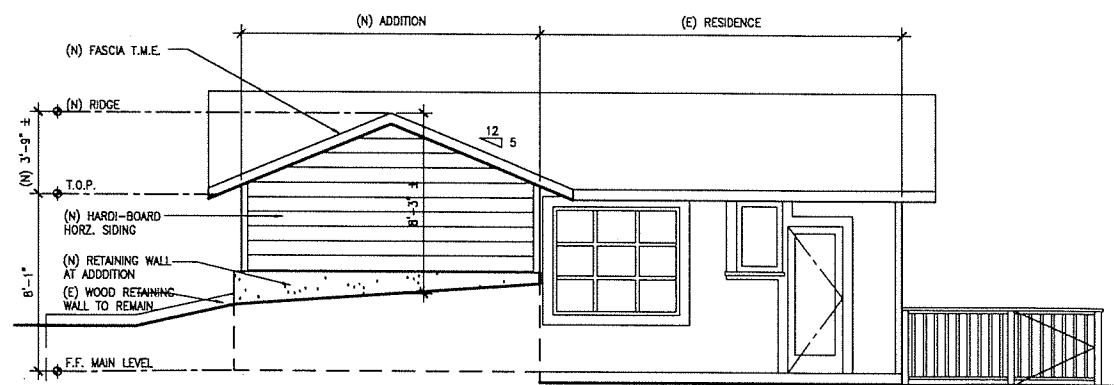 (N) ADDITION
(E) RESIDENCE
(N) FASCIA T.M.E.
(N) RIDGE
(N) 3'-9" ±
12
5
T.O.P.
8'-3" ±
(N) HARDI-BOARD
HORZ. SIDING
(N) RETAINING WALL
AT ADDDITION
8'-1"
(E) WOOD RETAINING
WALL TO REMAIN
F.F. MAIN LEVEL